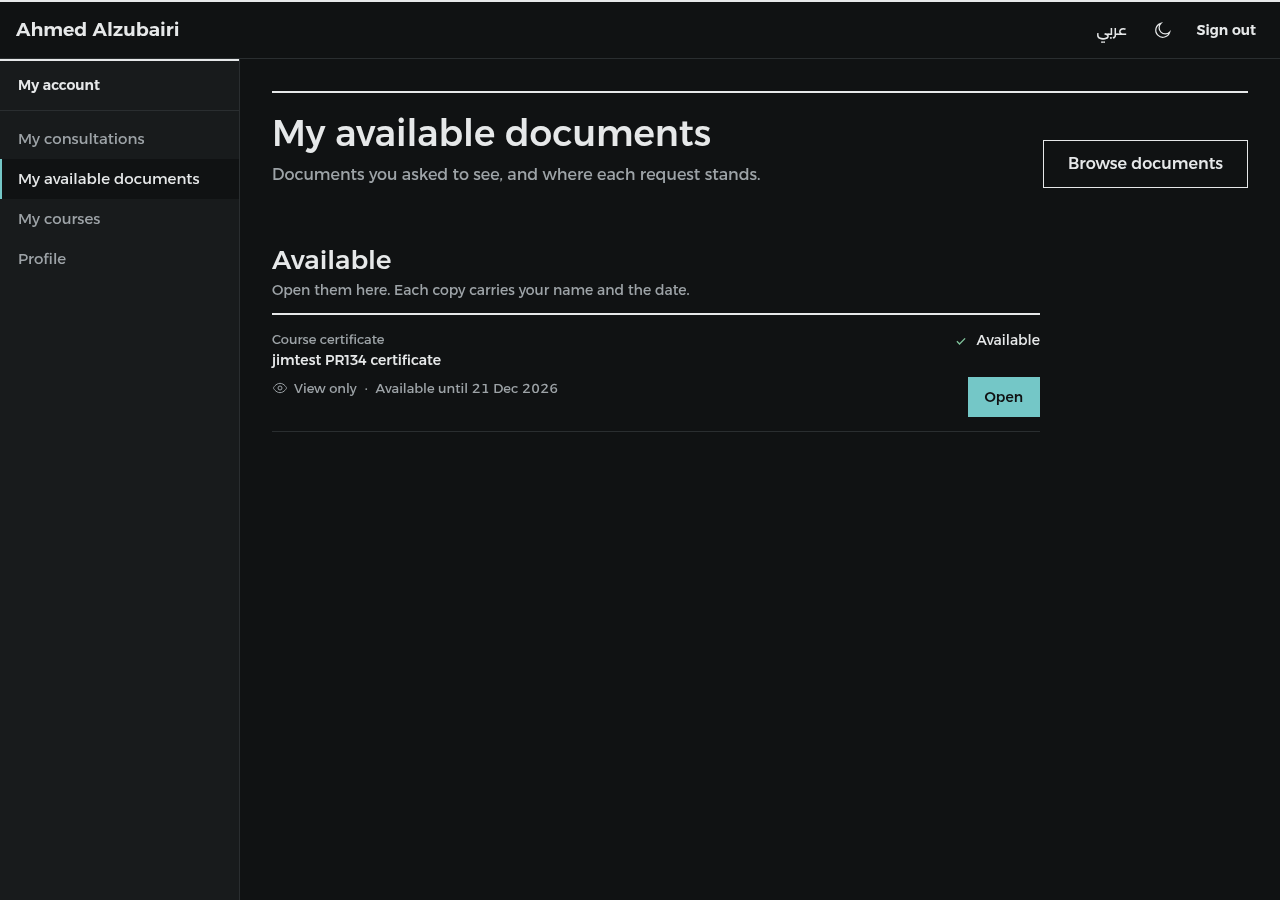 Ahmed Alzubairi
عربي
Sign out
My account
My consultations
My available documents
My courses
Profile
My available documents
Documents you asked to see, and where each request stands.
Browse documents
Available
Open them here. Each copy carries your name and the date.
Course certificate
Available
jimtest PR134 certificate
View only · Available until 21 Dec 2026
Open